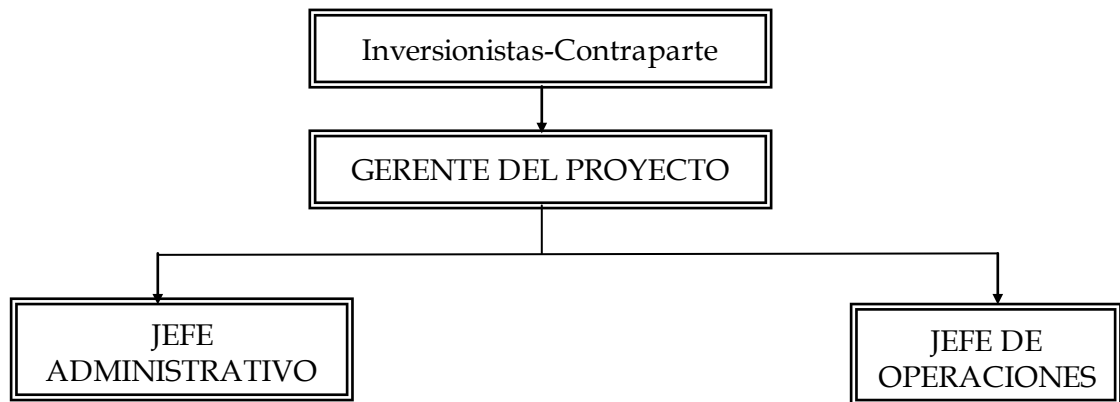 Inversionistas-Contraparte
GERENTE DEL PROYECTO
JEFE
ADMINISTRATIVO
JEFE DE
OPERACIONES